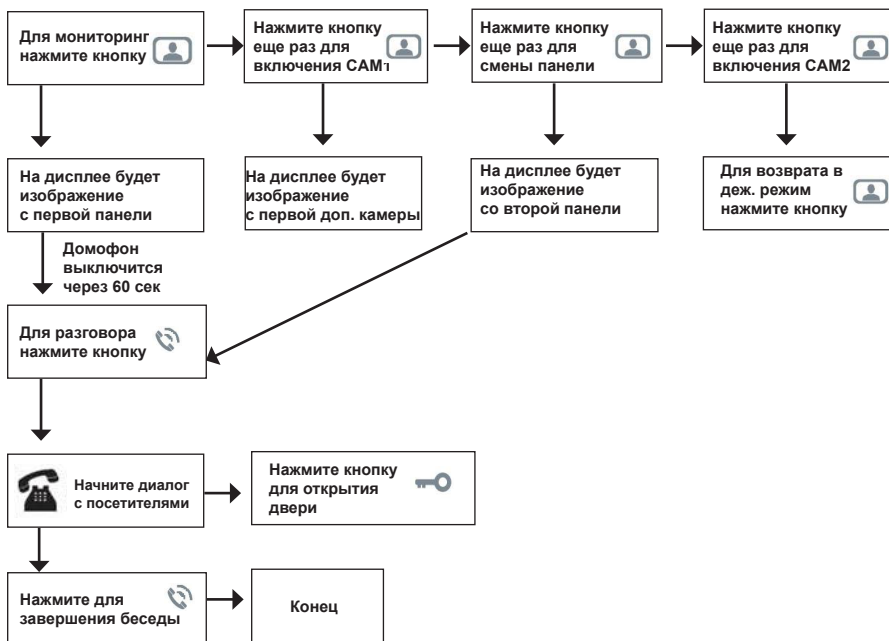 Для мониторинг
нажмите кнопку
Нажмите кнопку
еще раз для
включения CAM1
Нажмите кнопку
еще раз для
смены панели
Нажмите кнопку
еще раз для
включения CAM2
На дисплее будет
изображение
с первой панели
На дисплее будет
изображение
с первой доп. камеры
На дисплее будет
изображение
со второй панели
Для возврата в
деж. режим
нажмите кнопку
Домофон
выключится
через 60 сек
Для разговора
нажмите кнопку
Начните диалог
с посетителями
Нажмите кнопку
для открытия
двери
Нажмите для
завершения беседы
Конец